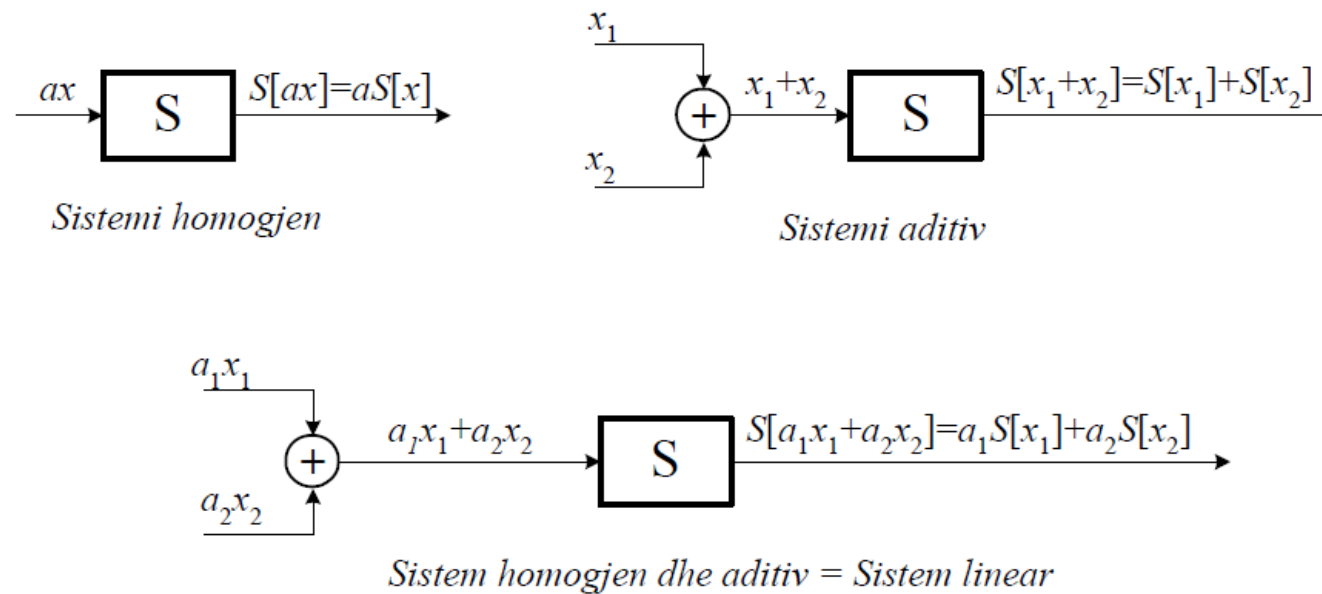 ax
S
S[ax]=aS[x]
Sistemi homogjen
x₁
+
x₂
x₁+x₂
S
S[x₁+x₂]=S[x₁]+S[x₂]
Sistemi aditiv
a₁x₁
+
a₂x₂
a₁x₁+a₂x₂
S
S[a₁x₁+a₂x₂]=a₁S[x₁]+a₂S[x₂]
Sistem homogjen dhe aditiv = Sistem linear